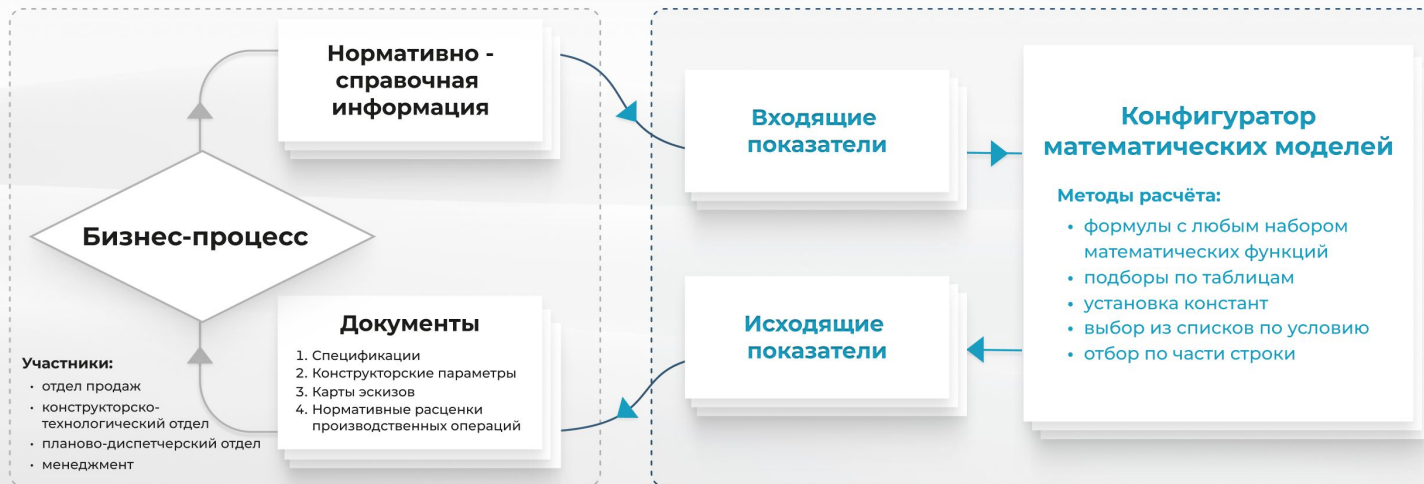 Нормативно -
справочная
информация
Бизнес-процесс
Участники:
• отдел продаж
• конструкторско-
технологический отдел
• планово-диспетчерский отдел
• менеджмент
Документы
1. Спецификации
2. Конструкторские параметры
3. Карты эскизов
4. Нормативные расценки
производственных операций
Входящие
показатели
Исходящие
показатели
Конфигуратор
математических моделей
Методы расчёта:
• формулы с любым набором
математических функций
• подборы по таблицам
• установка констант
• выбор из списков по условию
• отбор по части строки